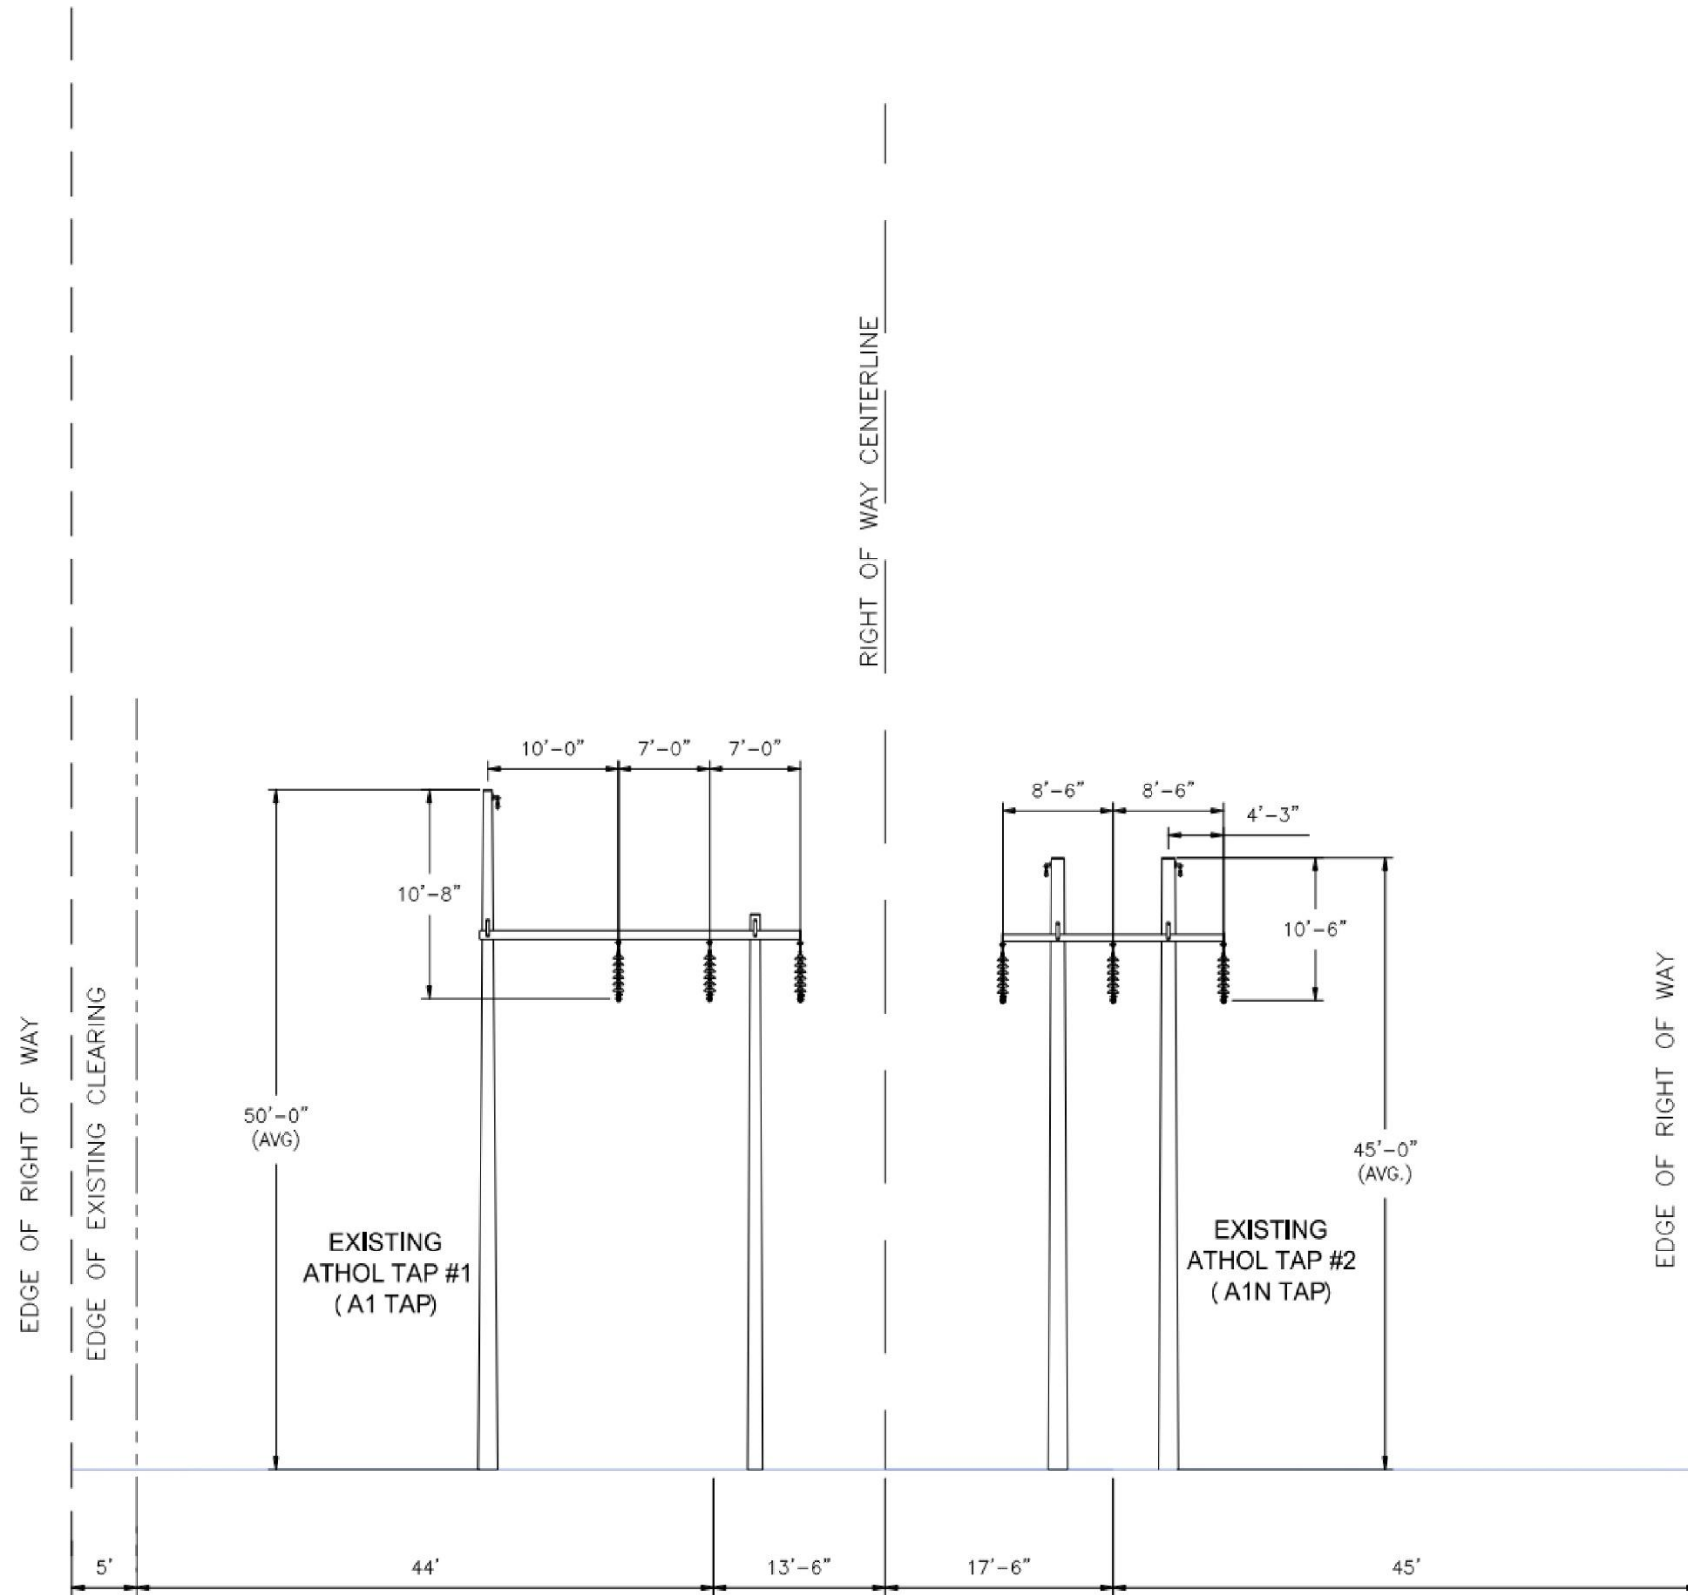 RIGHT OF WAY CENTERLINE
10'-0"
7'-0"
7'-0"
8'-6"
8'-6"
4'-3"
10'-8"
10'-6"
EDGE OF RIGHT OF WAY
EDGE OF EXISTING CLEARING
50'-0"
(AVG)
45'-0"
(AVG.)
EDGE OF RIGHT OF WAY
EXISTING
ATHOL TAP #1
( A1 TAP)
EXISTING
ATHOL TAP #2
( A1N TAP)
5'
44'
13'-6"
17'-6"
45'